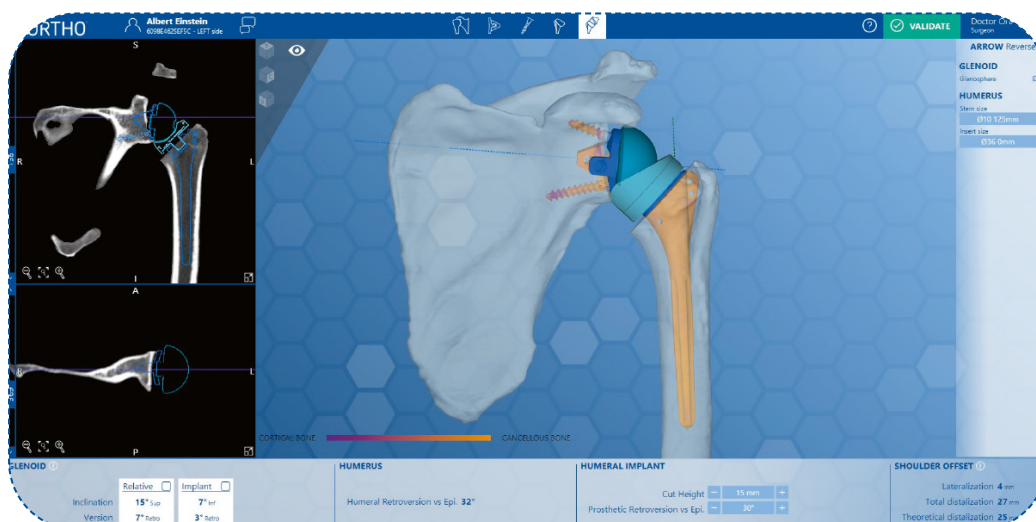 ORTHO
Albert Einstein
6098E4625EF5C - LEFT side
VALIDATE
Surgeon
S
R
L
I
A
R
L
P
ARROW Reverse
GLENOID
Glenosphere
HUMERUS
Stem size
Ø10 125mm
Insert size
Ø36 0mm
CORTICAL BONE
CANCELLOUS BONE
GLENOID
Relative
Implant
Inclination 15° Sup 7° Inf
Version 7° Retro 3° Retro
HUMERUS
Humeral Retroversion vs Epi. 32°
HUMERAL IMPLANT
Cut Height − 15 mm +
Prosthetic Retroversion vs Epi. − 30° +
SHOULDER OFFSET
Lateralization 4 mm
Total distalization 27 mm
Theoretical distalization 25